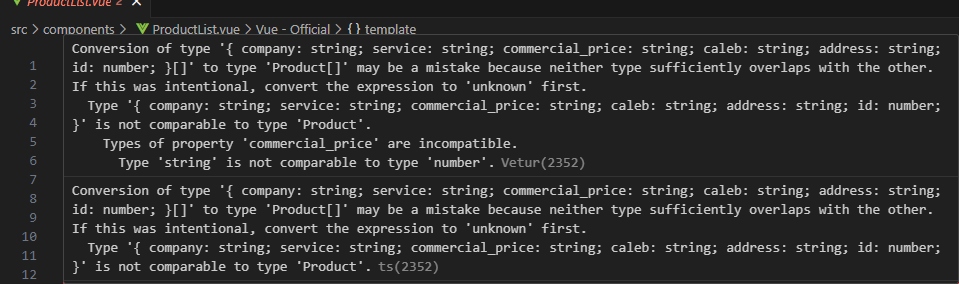 ProductList.vue 2
src > components > ProductList.vue > Vue - Official > {} template
Conversion of type '{ company: string; service: string; commercial_price: string; caleb: string; address: string;
1 id: number; }[]' to type 'Product[]' may be a mistake because neither type sufficiently overlaps with the other.
2 If this was intentional, convert the expression to 'unknown' first.
3 Type '{ company: string; service: string; commercial_price: string; caleb: string; address: string; id: number;
4 }' is not comparable to type 'Product'.
5 Types of property 'commercial_price' are incompatible.
6 Type 'string' is not comparable to type 'number'. Vetur(2352)
7
8 Conversion of type '{ company: string; service: string; commercial_price: string; caleb: string; address: string;
9 id: number; }[]' to type 'Product[]' may be a mistake because neither type sufficiently overlaps with the other.
10 If this was intentional, convert the expression to 'unknown' first.
11 Type '{ company: string; service: string; commercial_price: string; caleb: string; address: string; id: number;
12 }' is not comparable to type 'Product'. ts(2352)